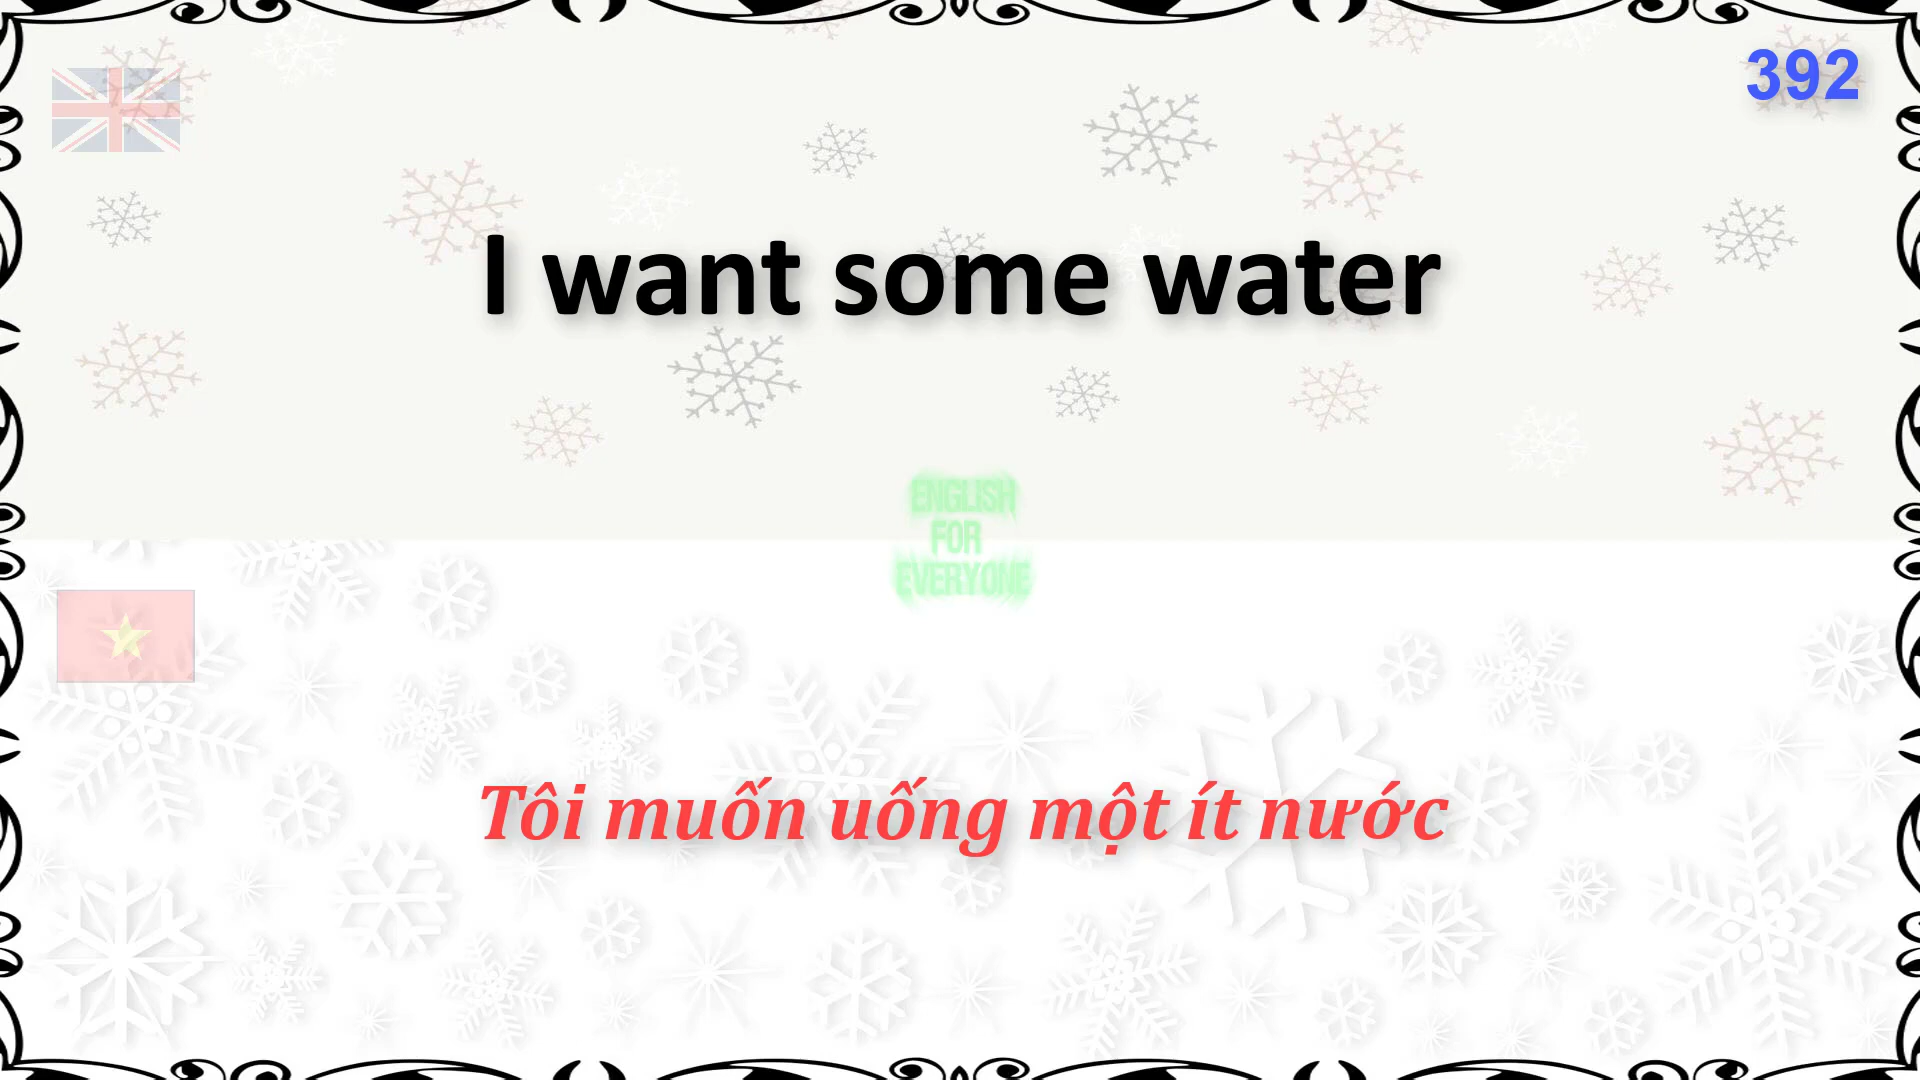 392
I want some water
ENGLISH
FOR
EVERYONE
Tôi muốn uống một ít nước